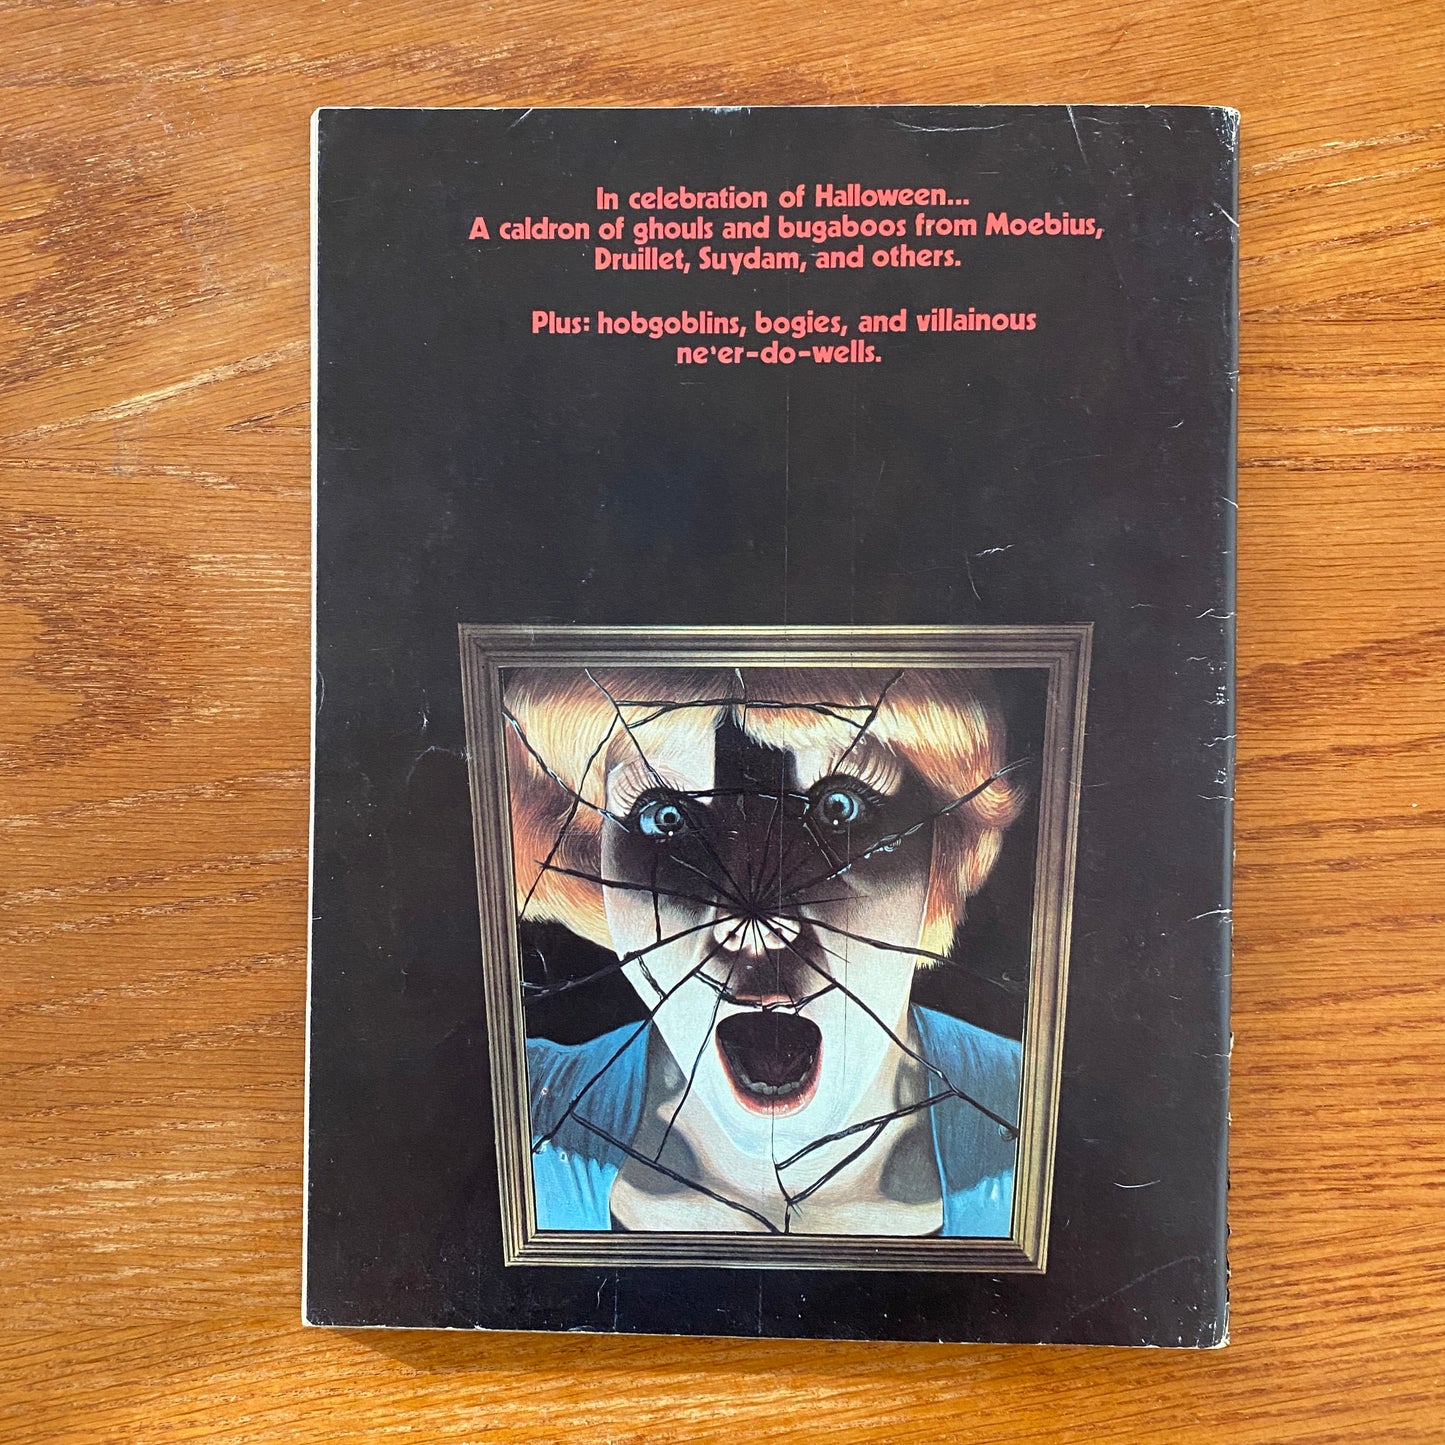 In celebration of Halloween...
A caldron of ghouls and bugaboos from Moebius,
Druillet, Suydam, and others.
Plus: hobgoblins, bogies, and villainous
ne'er-do-wells.